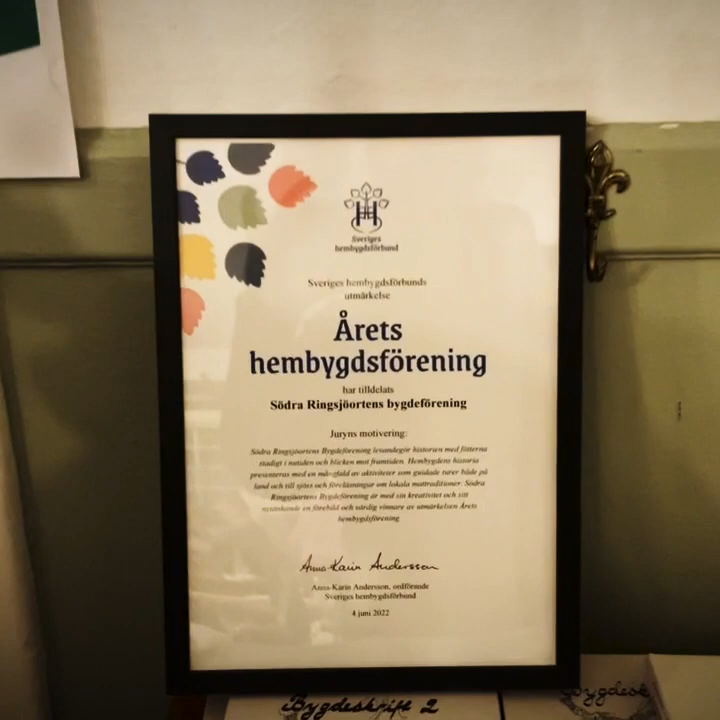 Sveriges
hembygdsförbund
Sveriges hembygdsförbunds
utmärkelse
Årets
hembygdsförening
har tilldelats
Södra Ringsjöortens bygdeförening
Juryns motivering:
Södra Ringsjöortens Bygdeförening levandegör historien med fötterna
stadigt i nutiden och blicken mot framtiden. Hembygdens historia
presenteras med en mångfald av aktiviteter som guidade turer både på
land och till sjöss och föreläsningar om lokala mattraditioner. Södra
Ringsjöortens Bygdeförening är med sin kreativitet och sitt
nytänkande en förebild och värdig vinnare av utmärkelsen Årets
hembygdsförening
Anna-Karin Andersson
Anna-Karin Andersson, ordförande
Sveriges hembygdsförbund
4 juni 2022
Bygdeskrift 2
Bygdesk